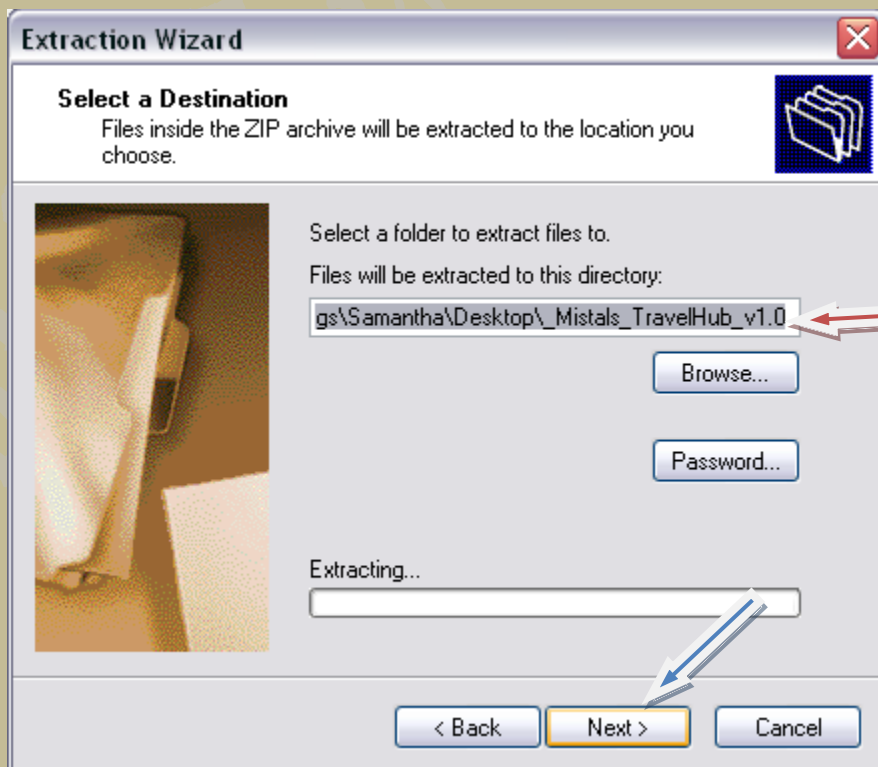 Extraction Wizard
Select a Destination
Files inside the ZIP archive will be extracted to the location you
choose.
Select a folder to extract files to.
Files will be extracted to this directory:
gs\Samantha\Desktop\_Mistals_TravelHub_v1.0
Browse...
Password...
Extracting...
< Back
Next >
Cancel